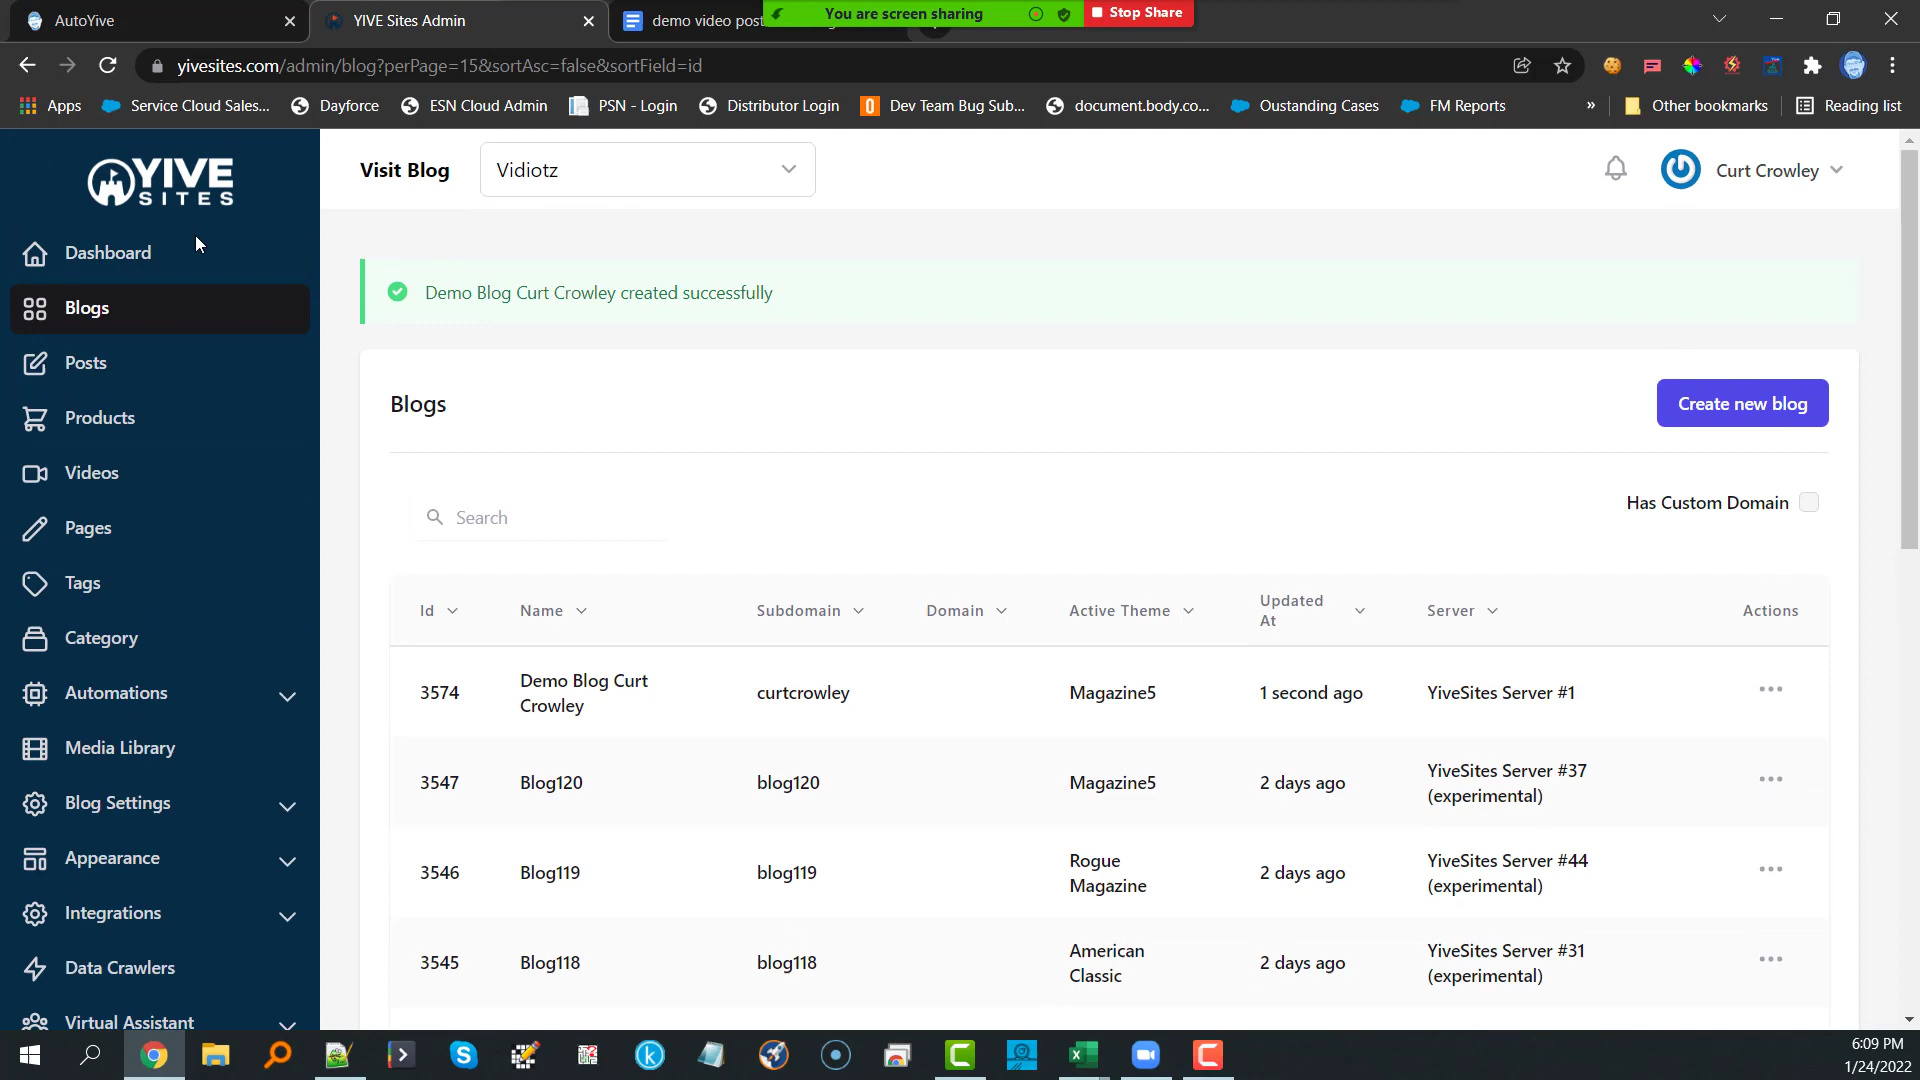 AutoYive
YIVE Sites Admin
demo video post
You are screen sharing
Stop Share
yivesites.com/admin/blog?perPage=15&sortAsc=false&sortField=id
Apps
Service Cloud Sales...
Dayforce
ESN Cloud Admin
PSN - Login
Distributor Login
Dev Team Bug Sub...
document.body.co...
Oustanding Cases
FM Reports
»
Other bookmarks
Reading list
YIVE
SITES
Visit Blog
Vidiotz
Curt Crowley
Dashboard
Blogs
Posts
Products
Videos
Pages
Tags
Category
Automations
Media Library
Blog Settings
Appearance
Integrations
Data Crawlers
Virtual Assistant
Demo Blog Curt Crowley created successfully
Blogs
Create new blog
Search
Has Custom Domain
Id
Name
Subdomain
Domain
Active Theme
Updated
At
Server
Actions
3574
Demo Blog Curt
Crowley
curtcrowley
Magazine5
1 second ago
YiveSites Server #1
3547
Blog120
blog120
Magazine5
2 days ago
YiveSites Server #37
(experimental)
3546
Blog119
blog119
Rogue
Magazine
2 days ago
YiveSites Server #44
(experimental)
3545
Blog118
blog118
American
Classic
2 days ago
YiveSites Server #31
(experimental)
6:09 PM
1/24/2022